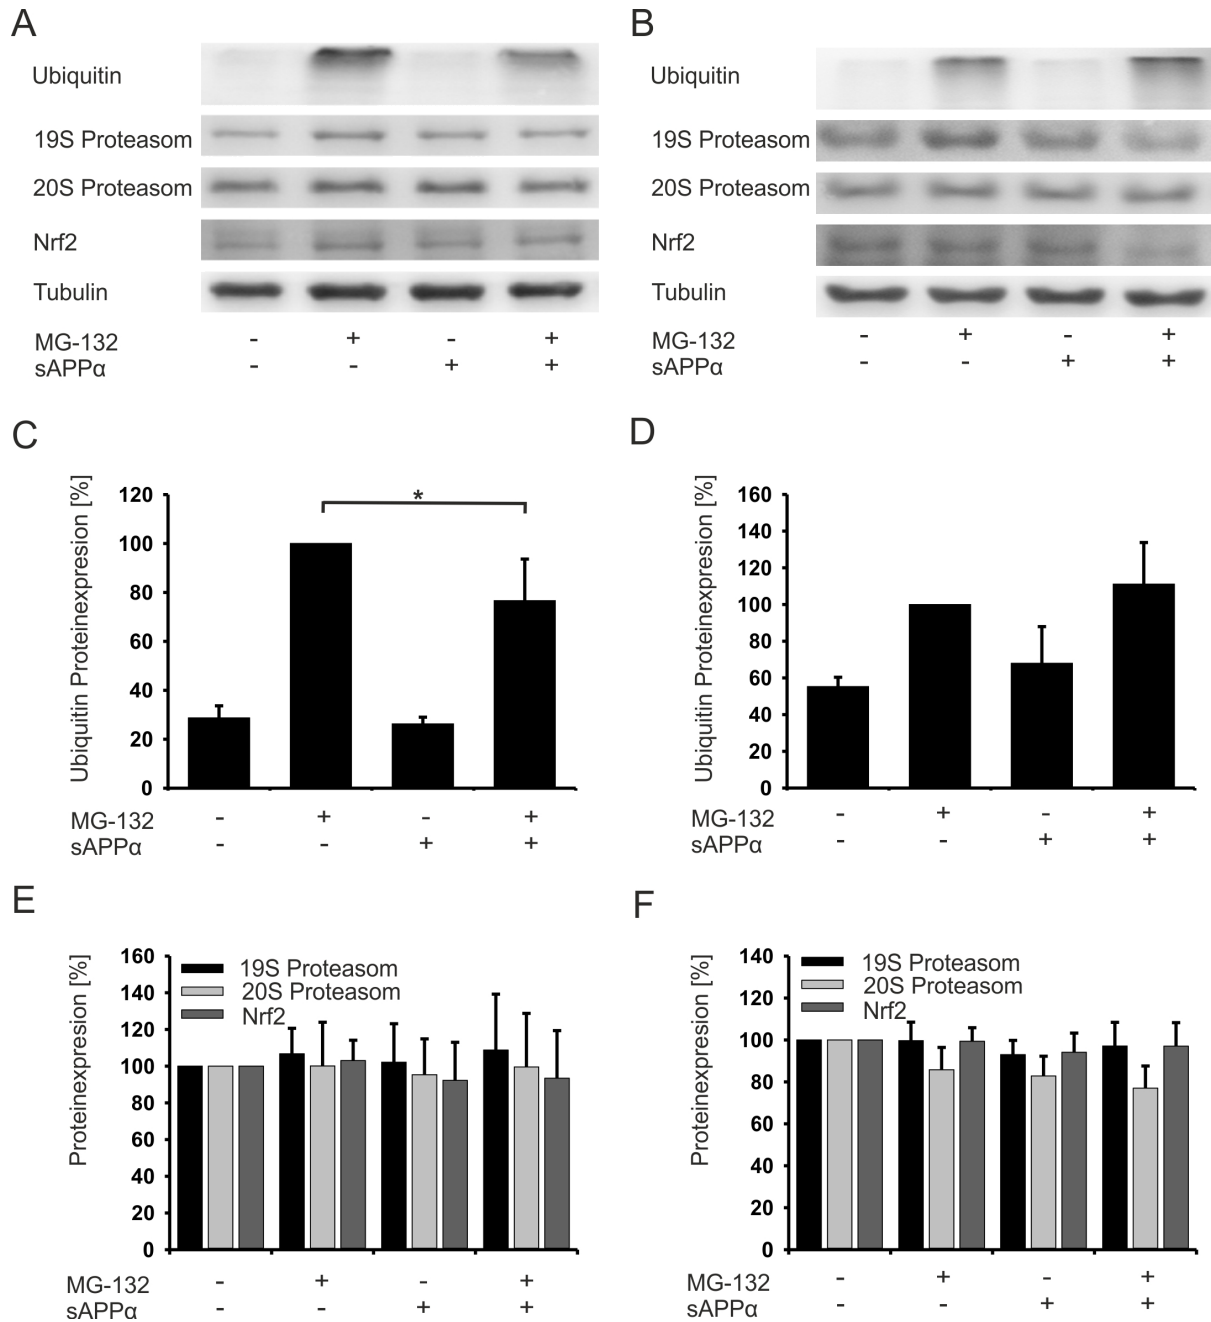 A
Ubiquitin
19S Proteasom
20S Proteasom
Nrf2
Tubulin
MG-132 - + - +
sAPPα - - + +
B
Ubiquitin
19S Proteasom
20S Proteasom
Nrf2
Tubulin
MG-132 - + - +
sAPPα - - + +
C
Ubiquitin Proteinexpresion [%]
120
100
80
60
40
20
0
*
MG-132 - + - +
sAPPα - - + +
D
Ubiquitin Proteinexpresion [%]
160
140
120
100
80
60
40
20
0
MG-132 - + - +
sAPPα - - + +
E
Proteinexpresion [%]
160
140
120
100
80
60
40
20
0
19S Proteasom
20S Proteasom
Nrf2
MG-132 - + - +
sAPPα - - + +
F
Proteinexpresion [%]
140
120
100
80
60
40
20
0
19S Proteasom
20S Proteasom
Nrf2
MG-132 - + - +
sAPPα - - + +